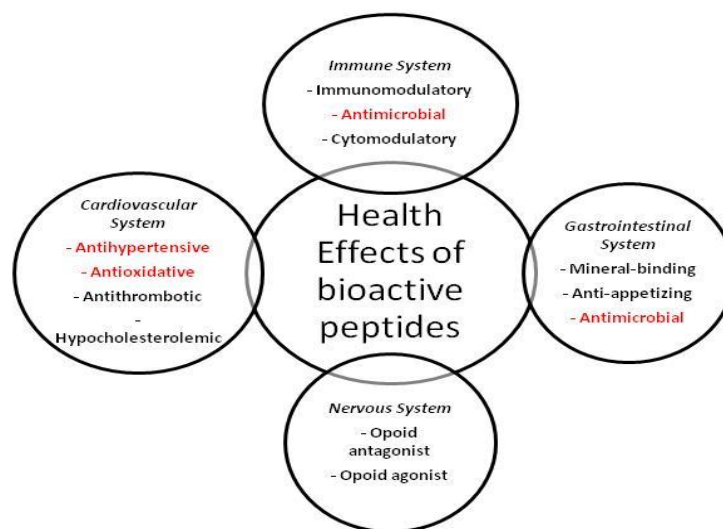 Immune System
- Immunomodulatory
- Antimicrobial
- Cytomodulatory
Cardiovascular
System
- Antihypertensive
- Antioxidative
- Antithrombotic
-
Hypocholesterolemic
Health
Effects of
bioactive
peptides
Gastrointestinal
System
- Mineral-binding
- Anti-appetizing
- Antimicrobial
Nervous System
- Opoid
antagonist
- Opoid agonist